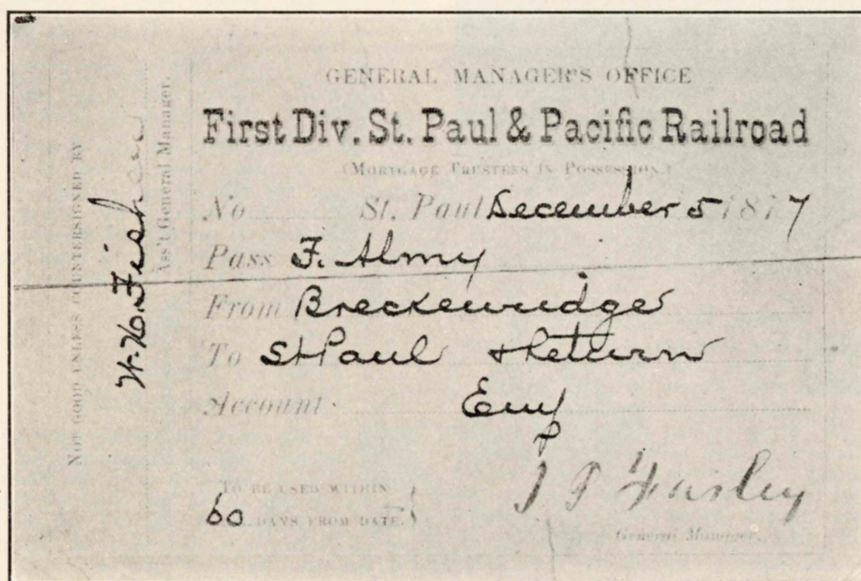 GENERAL MANAGER'S OFFICE
First Div. St. Paul & Pacific Railroad
(MORTGAGE TRUSTEES IN POSSESSION.)
No St. Paul December 5 1877
Pass F. Almy
From Breckenridge
To St Paul & Return
Account Emp
TO BE USED WITHIN
60 DAYS FROM DATE.
J P Farley
General Manager.
NOT GOOD UNLESS COUNTERSIGNED BY
W. H. Fisher
Ass't General Manager.